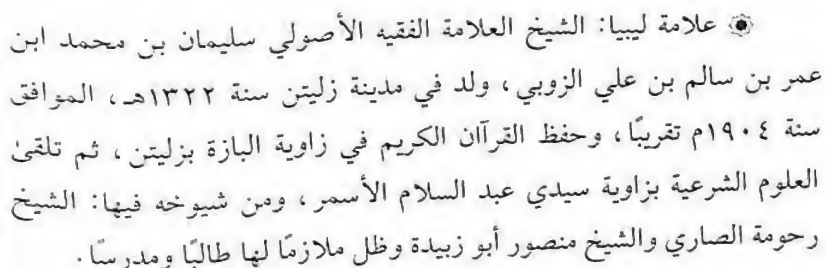 علامة ليبيا: الشيخ العلامة الفقيه الأصولي سليمان بن محمد ابن
عمر بن سالم بن علي الزوبي، ولد في مدينة زليتن سنة ١٣٢٢هـ، الموافق
سنة ١٩٠٤م تقريبًا، وحفظ القرآان الكريم في زاوية البازة بزليتن، ثم تلقىٰ
العلوم الشرعية بزاوية سيدي عبد السلام الأسمر، ومن شيوخه فيها: الشيخ
رحومة الصاري والشيخ منصور أبو زبيدة وظل ملازمًا لها طالبًا ومدرسًا.